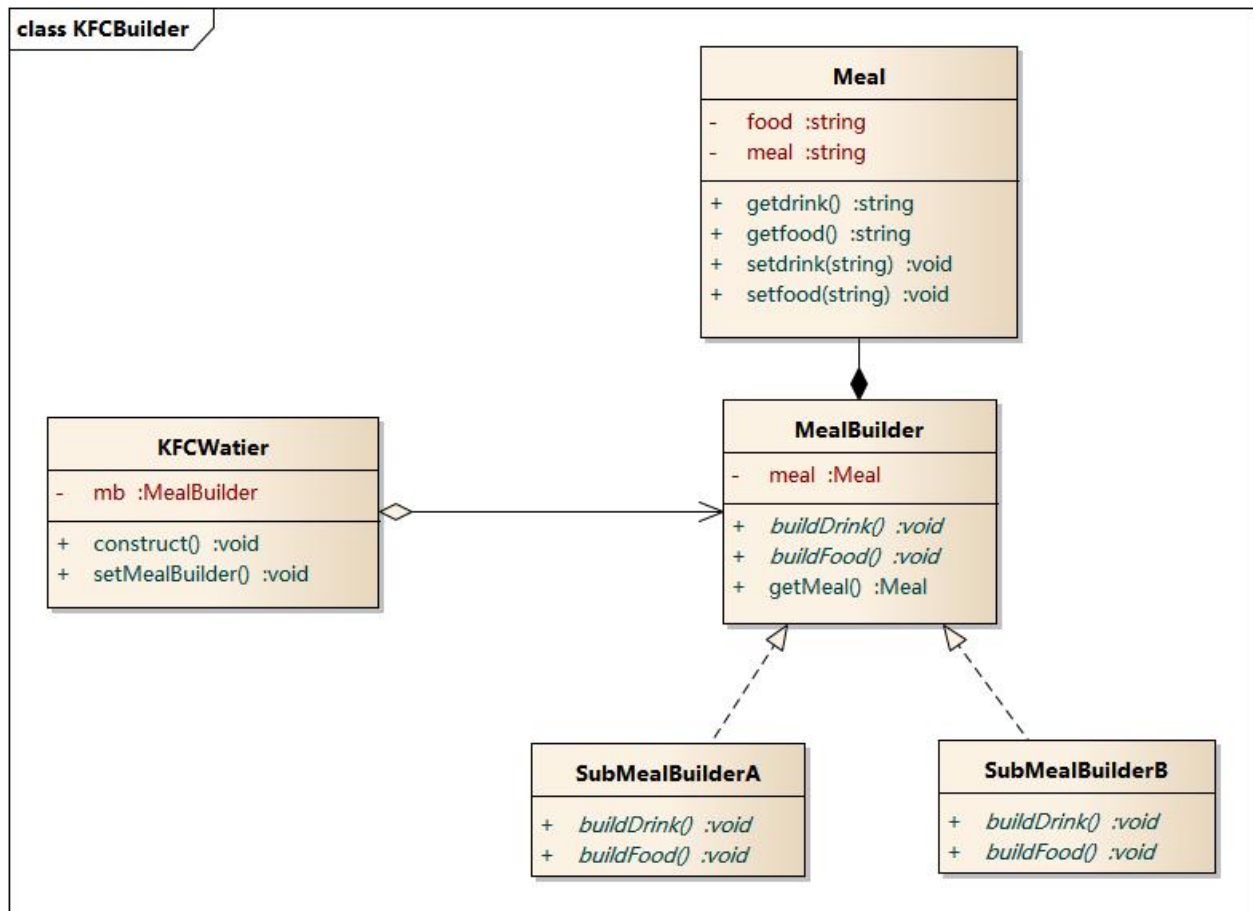 class KFCBuilder
Meal
- food :string
- meal :string
+ getdrink() :string
+ getfood() :string
+ setdrink(string) :void
+ setfood(string) :void
KFCWatier
- mb :MealBuilder
+ construct() :void
+ setMealBuilder() :void
MealBuilder
- meal :Meal
+ buildDrink() :void
+ buildFood() :void
+ getMeal() :Meal
SubMealBuilderA
+ buildDrink() :void
+ buildFood() :void
SubMealBuilderB
+ buildDrink() :void
+ buildFood() :void